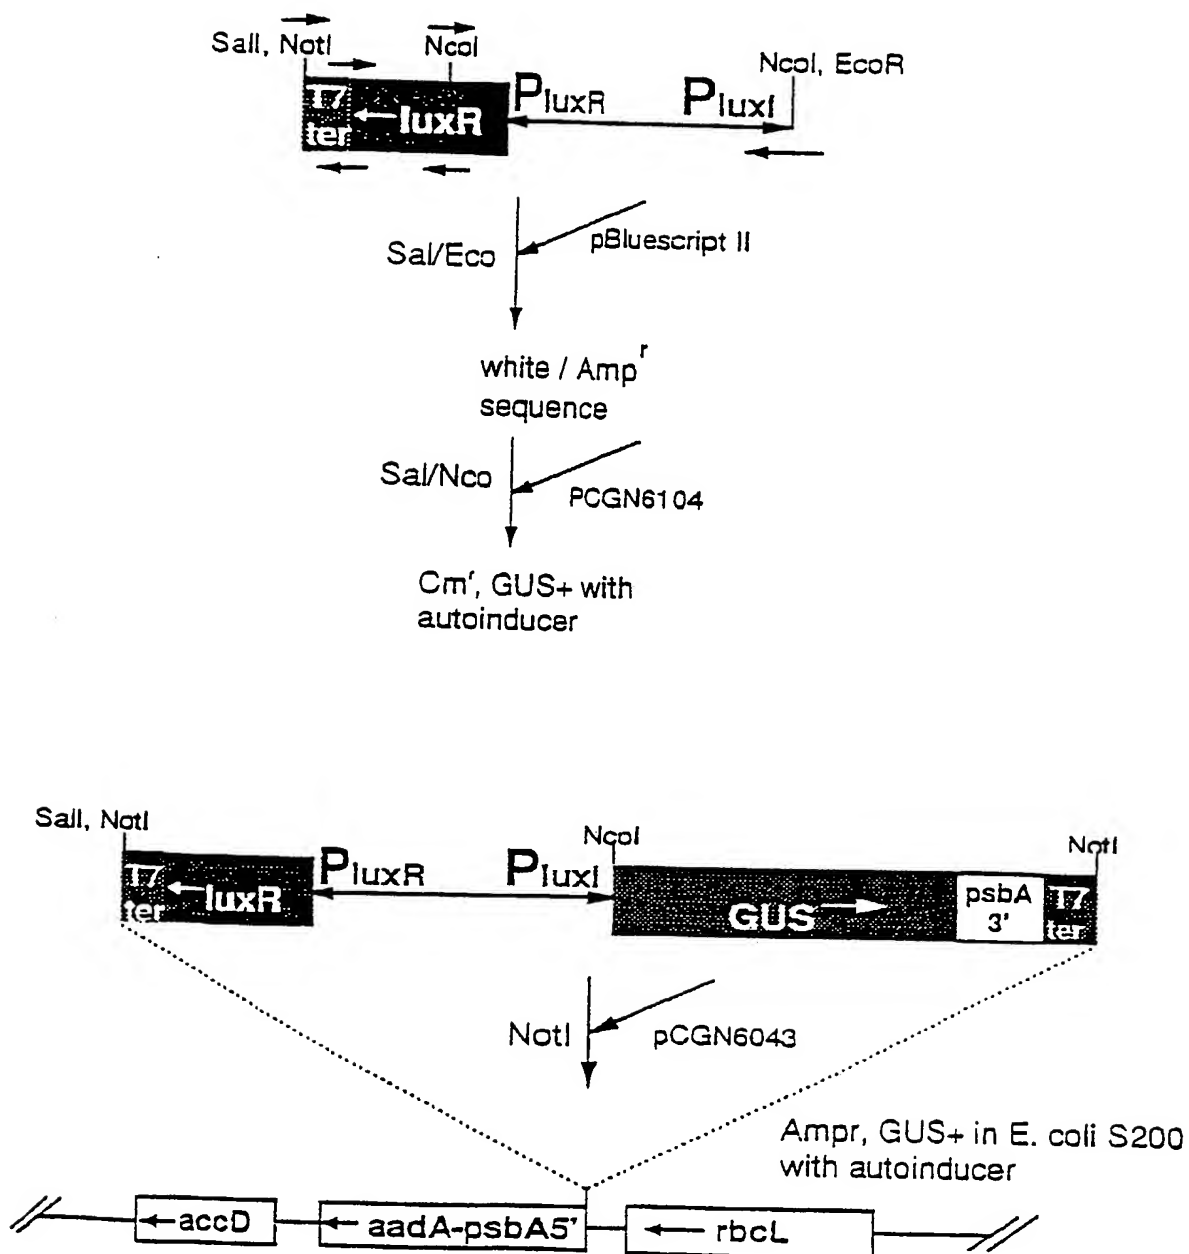 SalI, NotI
NcoI
NcoI, EcoR
T7
ter
luxR
PluxR
PluxI
Sal/Eco
pBluescript II
white / Ampr
sequence
Sal/Nco
PCGN6104
Cmr, GUS+ with
autoinducer
SalI, NotI
NcoI
NotI
T7
ter
luxR
PluxR
PluxI
GUS
psbA
3'
T7
ter
NotI
pCGN6043
Ampr, GUS+ in E. coli S200
with autoinducer
accD
aadA-psbA5'
rbcL